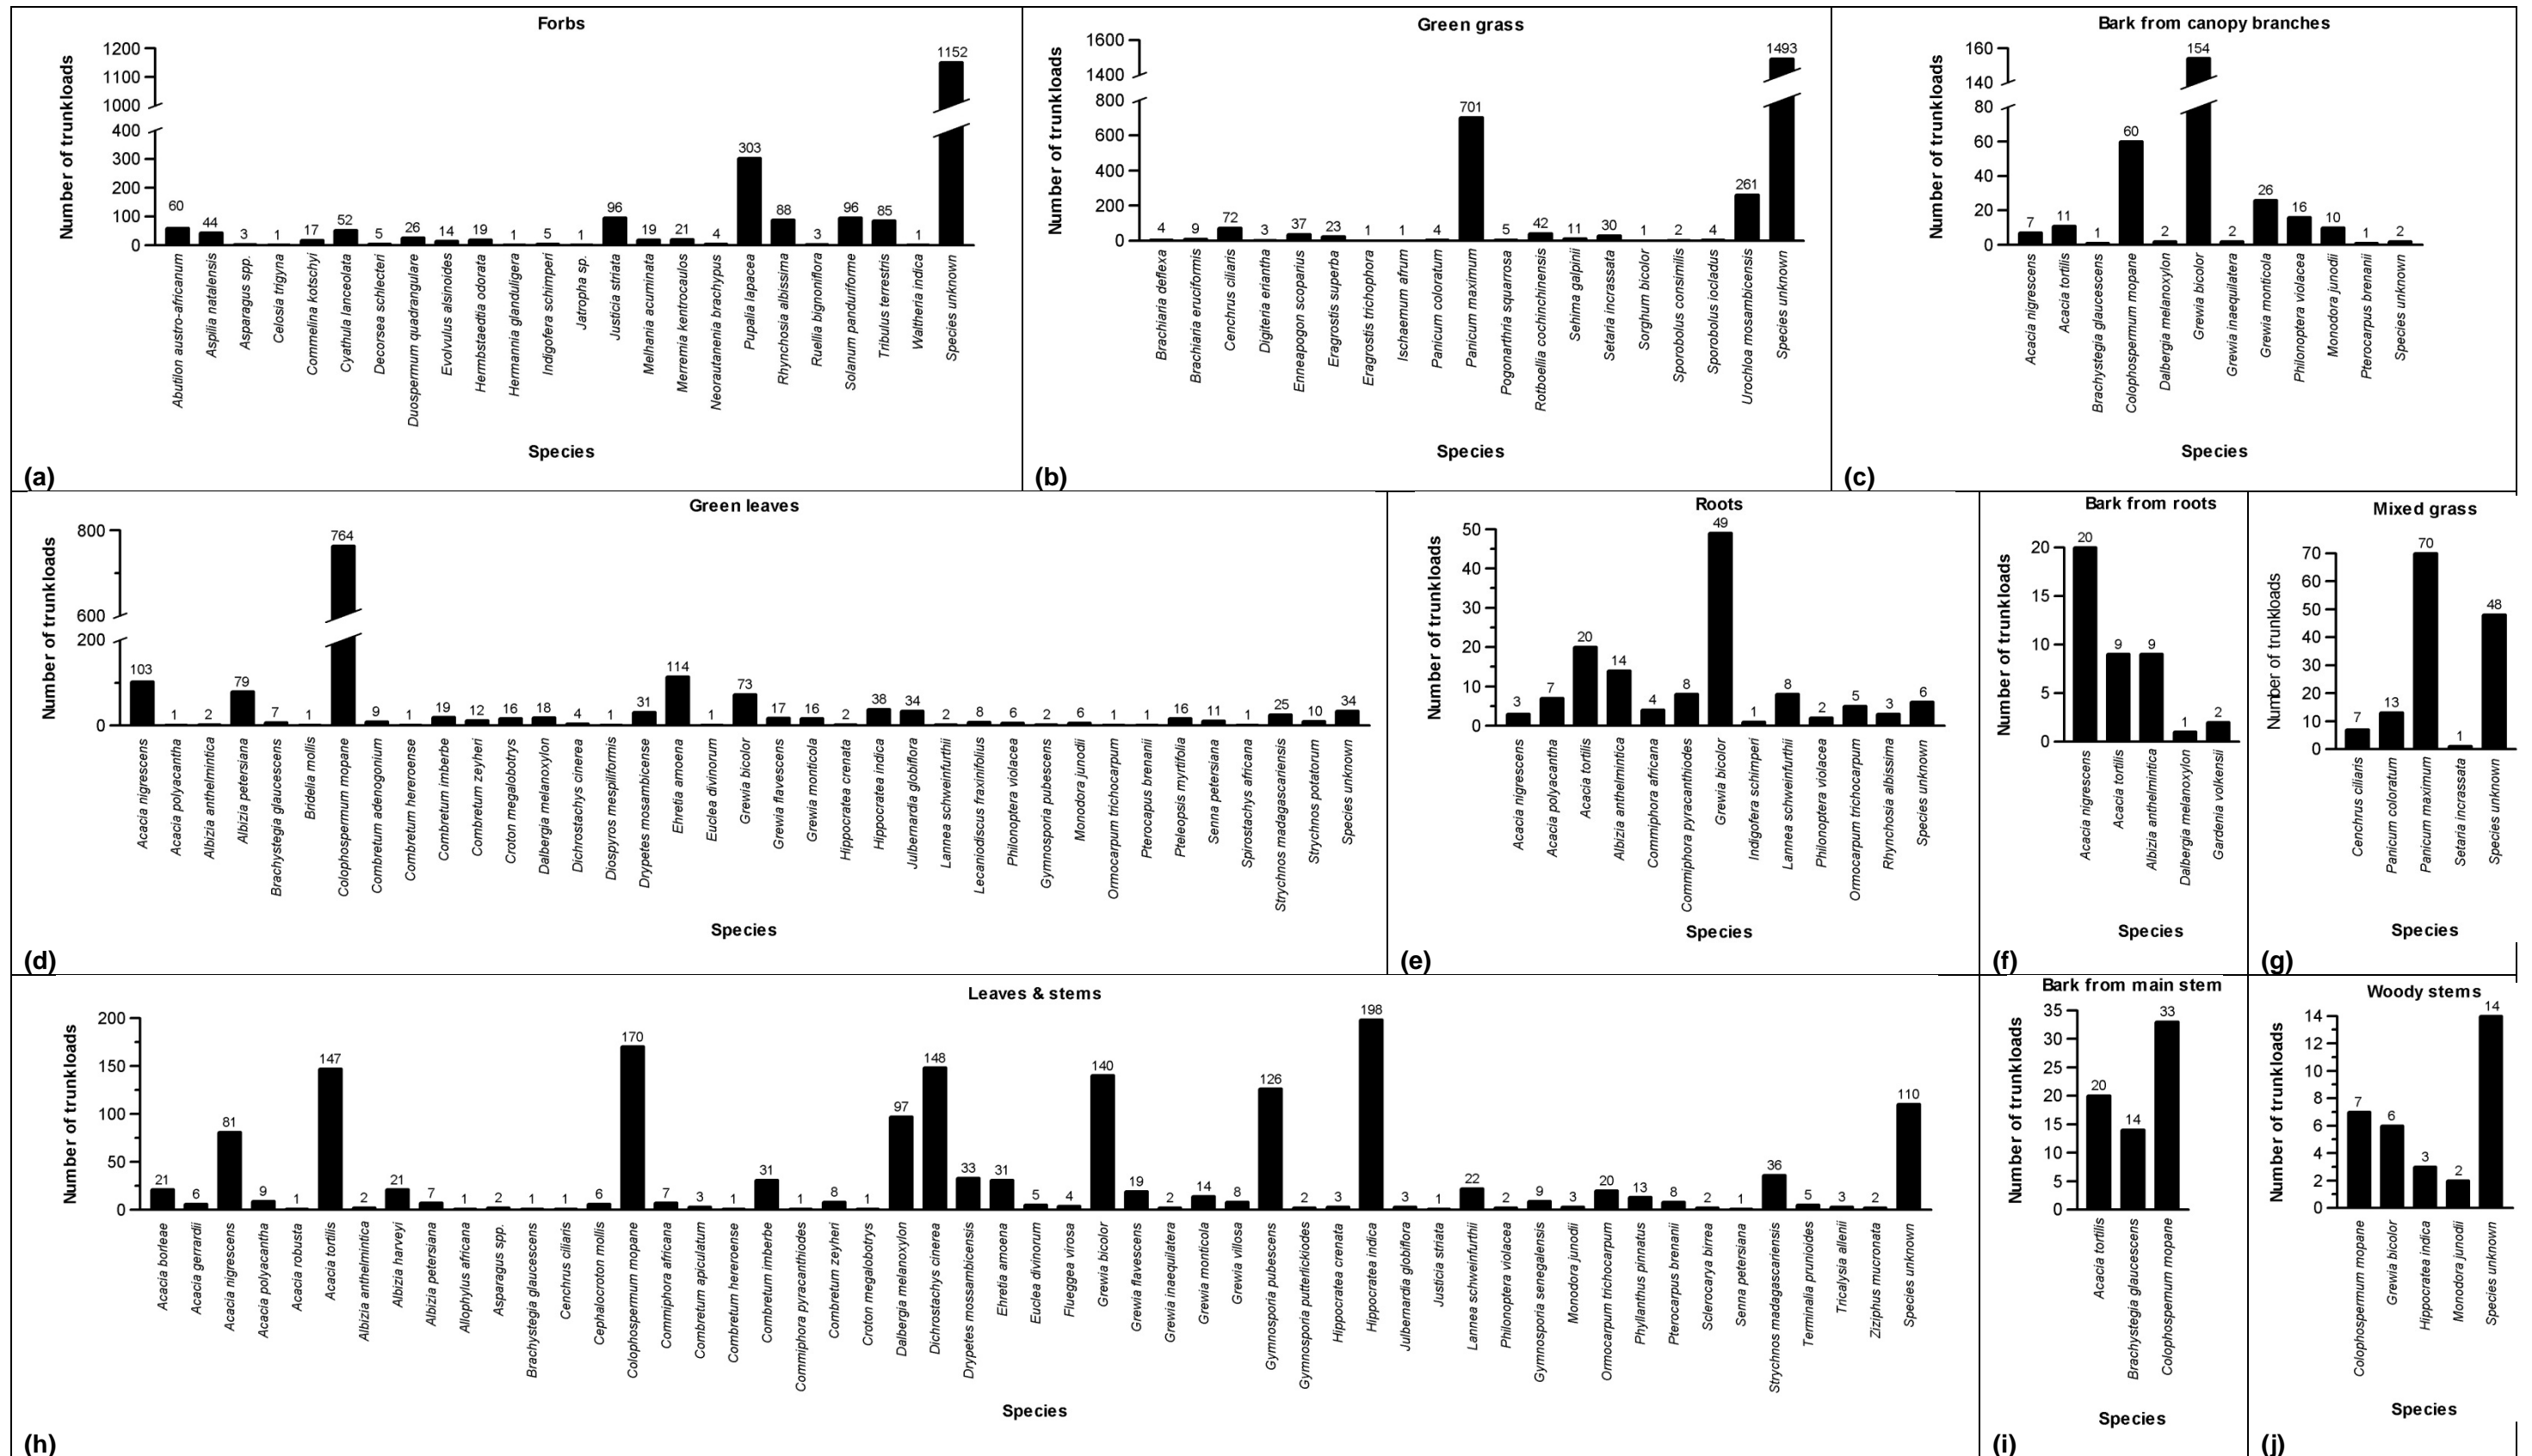 Forbs
Number of trunkloads
1200
1100
1000
400
300
200
100
0
60
44
3
1
17
52
5
26
14
19
1
5
1
96
19
21
4
303
88
3
96
85
1
1152
Abutilon austro-africanum
Aspilia natalensis
Asparagus spp.
Celosia trigyna
Commelina kotschyi
Cyathula lanceolata
Decorsea schlecteri
Duospermum quadrangulare
Evolvulus alsinoides
Hermbstaedtia odorata
Hermannia glanduligera
Indigofera schimperi
Jatropha sp.
Justicia striata
Melhania acuminata
Merremia kentrocaulos
Neorautanenia brachypus
Pupalia lapacea
Rhynchosia albissima
Ruellia bignoniflora
Solanum panduriforme
Tribulus terrestris
Waltheria indica
Species unknown
Species
(a)
Green grass
Number of trunkloads
1600
1400
800
600
400
200
0
4
9
72
3
37
23
1
1
4
701
5
42
11
30
1
2
4
261
1493
Brachiaria deflexa
Brachiaria eruciformis
Cenchrus ciliaris
Digiteria eriantha
Enneapogon scoparius
Eragrostis superba
Eragrostis trichophora
Ischaemum afrum
Panicum coloratum
Panicum maximum
Pogonarthria squarrosa
Rotboellia cochinchinensis
Sehima galpinii
Setaria incrassata
Sorghum bicolor
Sporobolus consimilis
Sporobolus iocladus
Urochloa mosambicensis
Species unknown
Species
(b)
Bark from canopy branches
Number of trunkloads
160
140
80
60
40
20
0
7
11
1
60
2
154
2
26
16
10
1
2
Acacia nigrescens
Acacia tortilis
Brachystegia glaucescens
Colophospermum mopane
Dalbergia melanoxylon
Grewia bicolor
Grewia inaequilatera
Grewia monticola
Philonoptera violacea
Monodora junodii
Pterocarpus brenanii
Species unknown
Species
(c)
Green leaves
Number of trunkloads
800
600
200
0
103
1
2
79
7
1
764
9
1
19
12
16
18
4
1
31
114
1
73
17
16
2
38
34
2
8
6
2
6
1
1
16
11
1
25
10
34
Acacia nigrescens
Acacia polyacantha
Albizia anthelmintica
Albizia petersiana
Brachystegia glaucescens
Bridelia mollis
Colophospermum mopane
Combretum adenogonium
Combretum hereroense
Combretum imberbe
Combretum zeyheri
Croton megalobotrys
Dalbergia melanoxylon
Dichrostachys cinerea
Diospyros mespiliformis
Drypetes mosambicense
Ehretia amoena
Euclea divinorum
Grewia bicolor
Grewia flavescens
Grewia monticola
Hippocratea crenata
Hippocratea indica
Julbernardia globiflora
Lannea schweinfurthii
Lecaniodiscus fraxinifolius
Philonoptera violacea
Gymnosporia pubescens
Monodora junodii
Ormocarpum trichocarpum
Pterocapus brenanii
Pteleopsis myrtifolia
Senna petersiana
Spirostachys africana
Strychnos madagascariensis
Strychnos potatorum
Species unknown
Species
(d)
Roots
Number of trunkloads
50
40
30
20
10
0
3
7
20
14
4
8
49
1
8
2
5
3
6
Acacia nigrescens
Acacia polyacantha
Acacia tortilis
Albizia anthelmintica
Commiphora africana
Commiphora pyracanthiodes
Grewia bicolor
Indigofera schimperi
Lannea schweinfurthii
Philonoptera violacea
Ormocarpum trichocarpum
Rhynchosia albissima
Species unknown
Species
(e)
Bark from roots
Number of trunkloads
20
15
10
5
0
20
9
9
1
2
Acacia nigrescens
Acacia tortilis
Albizia anthelmintica
Dalbergia melanoxylon
Gardenia volkensii
Species
(f)
Mixed grass
Number of trunkloads
70
60
50
40
30
20
10
0
7
13
70
1
48
Cenchrus ciliaris
Panicum coloratum
Panicum maximum
Setaria incrassata
Species unknown
Species
(g)
Leaves & stems
Number of trunkloads
200
150
100
50
0
21
6
81
9
1
147
2
21
7
1
2
1
1
6
170
7
3
1
31
1
8
1
97
148
33
31
5
4
140
19
2
14
8
126
2
3
198
3
1
22
2
9
3
20
13
8
2
1
36
5
3
2
110
Acacia borleae
Acacia gerrardii
Acacia nigrescens
Acacia polyacantha
Acacia robusta
Acacia tortilis
Albizia anthelmintica
Albizia harveyi
Albizia petersiana
Allophylus africana
Asparagus spp.
Brachystegia glaucescens
Cenchrus ciliaris
Cephalocroton mollis
Colophospermum mopane
Commiphora africana
Combretum apiculatum
Combretum hereroense
Combretum imberbe
Commiphora pyracanthiodes
Combretum zeyheri
Croton megalobotrys
Dalbergia melanoxylon
Dichrostachys cinerea
Drypetes mossambicensis
Ehretia amoena
Euclea divinorum
Flueggea virosa
Grewia bicolor
Grewia flavescens
Grewia inaequilatera
Grewia monticola
Grewia villosa
Gymnosporia pubescens
Gymnosporia putterlickiodes
Hippocratea crenata
Hippocratea indica
Julbernardia globiflora
Justicia striata
Lannea schweinfurthii
Philonoptera violacea
Gymnosporia senegalensis
Monodora junodii
Ormocarpum trichocarpum
Phyllanthus pinnatus
Pterocarpus brenanii
Sclerocarya birrea
Senna petersiana
Strychnos madagascariensis
Terminalia prunioides
Tricalysia allenii
Ziziphus mucronata
Species unknown
Species
(h)
Bark from main stem
Number of trunkloads
35
30
25
20
15
10
5
0
20
14
33
Acacia tortilis
Brachystegia glaucescens
Colophospermum mopane
Species
(i)
Woody stems
Number of trunkloads
14
12
10
8
6
4
2
0
7
6
3
2
14
Colophospermum mopane
Grewia bicolor
Hippocratea indica
Monodora junodi
Species unknown
Species
(j)